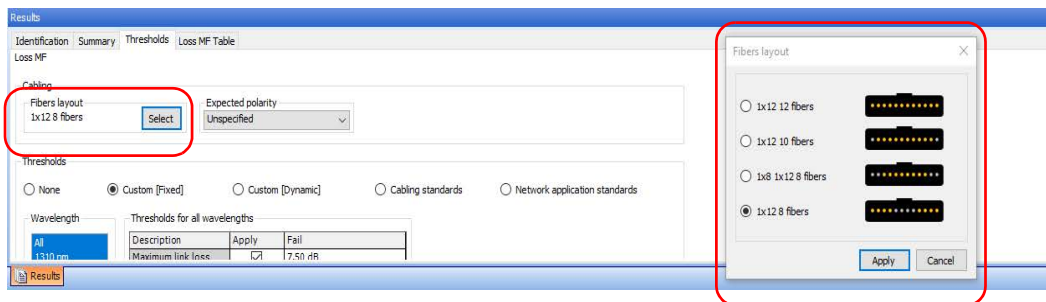 Results
Identification Summary Thresholds Loss MF Table
Loss MF
Cabling
Fibers layout
1x12 8 fibers
Select
Expected polarity
Unspecified
Thresholds
None Custom [Fixed] Custom [Dynamic] Cabling standards Network application standards
Wavelength
All
1310 nm
Thresholds for all wavelengths
Description Apply Fail
Maximum link loss 7.50 dB
Results
Fibers layout
1x12 12 fibers
1x12 10 fibers
1x8 1x12 8 fibers
1x12 8 fibers
Apply Cancel